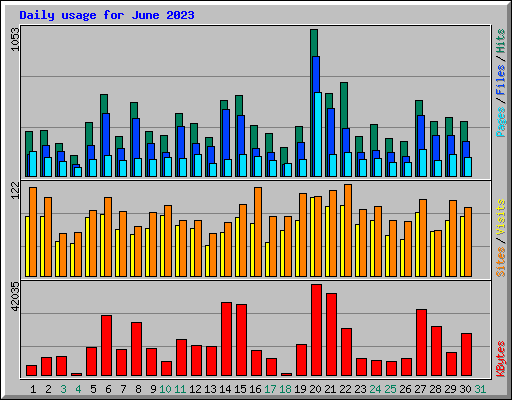 Daily usage for June 2023
1053
Pages/Files/Hits
122
Sites/Visits
42035
KBytes
1 2 3 4 5 6 7 8 9 10 11 12 13 14 15 16 17 18 19 20 21 22 23 24 25 26 27 28 29 30 31